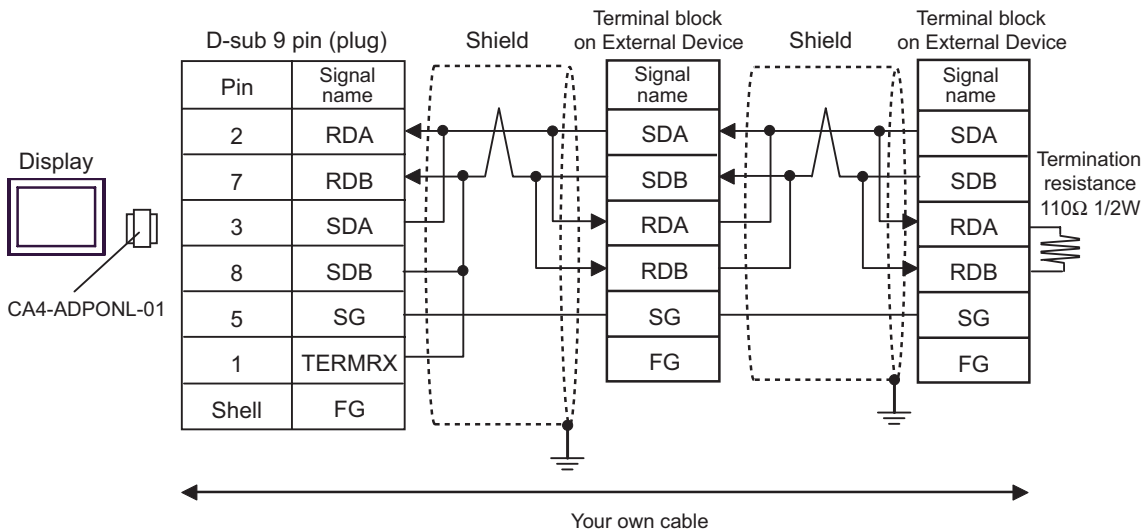 D-sub 9 pin (plug)
Shield
Terminal block
on External Device
Shield
Terminal block
on External Device
Display
CA4-ADPONL-01
Pin
Signal
name
2
RDA
7
RDB
3
SDA
8
SDB
5
SG
1
TERMRX
Shell
FG
Signal
name
SDA
SDB
RDA
RDB
SG
FG
Signal
name
SDA
SDB
RDA
RDB
SG
FG
Termination
resistance
110Ω 1/2W
Your own cable